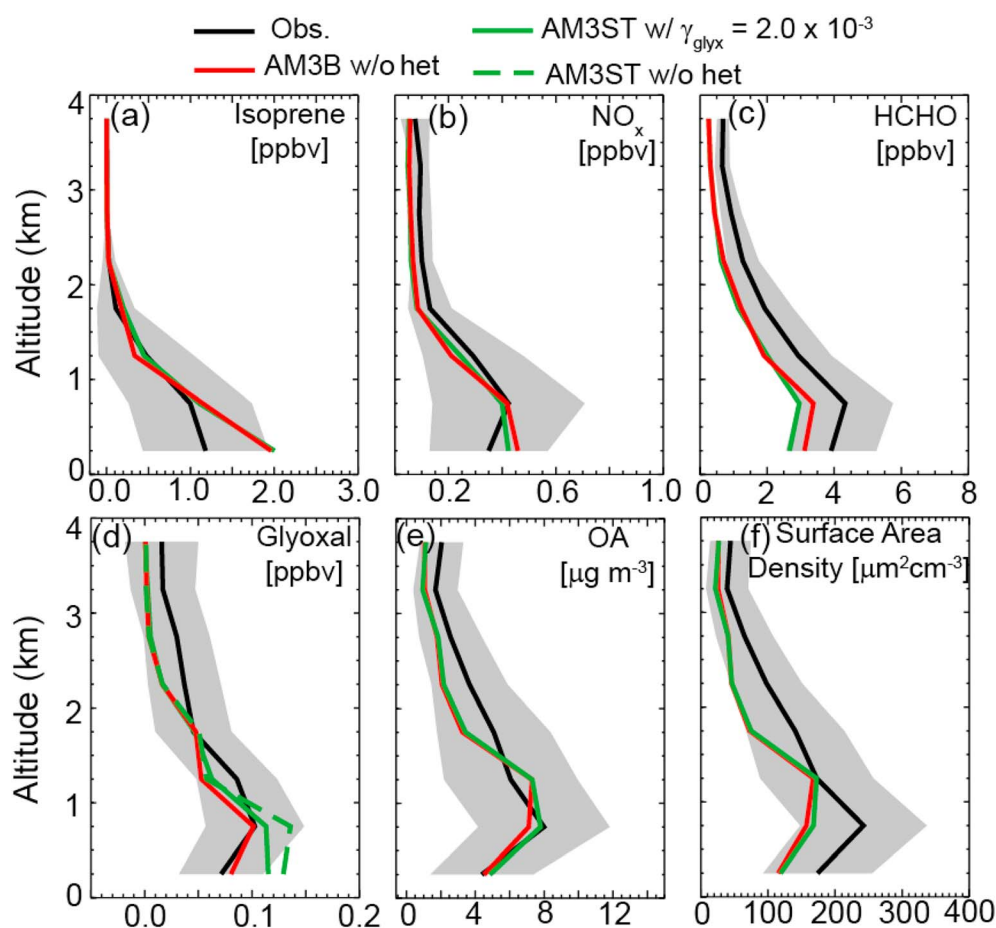 Obs.
AM3B w/o het
AM3ST w/ γglyx = 2.0 x 10⁻³
AM3ST w/o het
(a) Isoprene
[ppbv]
(b) NOₓ
[ppbv]
(c) HCHO
[ppbv]
Altitude (km)
4
3
2
1
0
0.0 1.0 2.0 3.0
0.2 0.6 1.0
0 2 4 6 8
(d) Glyoxal
[ppbv]
(e) OA
[μg m⁻³]
(f) Surface Area
Density [μm²cm⁻³]
Altitude (km)
4
3
2
1
0
0.0 0.1 0.2
0 4 8 12
0 100 200 300 400